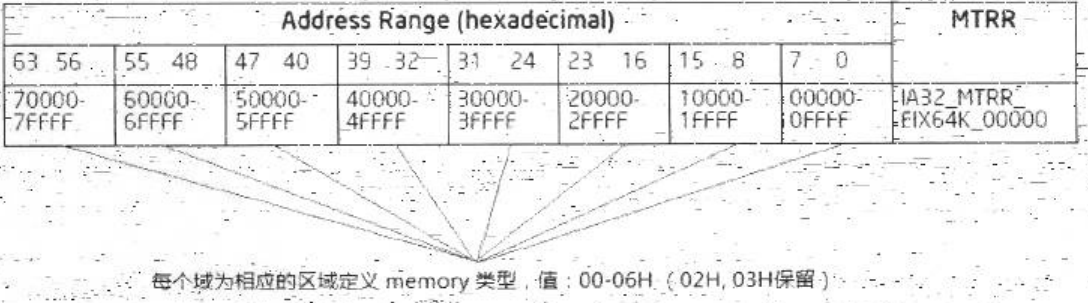 Address Range (hexadecimal) MTRR
63 56 55 48 47 40 39 32 31 24 23 16 15 8 7 0
70000- 60000- 50000- 40000- 30000- 20000- 10000- 00000- IA32_MTRR_
7FFFF 6FFFF 5FFFF 4FFFF 3FFFF 2FFFF 1FFFF 0FFFF FIX64K_00000
每个域为相应的区域定义 memory 类型，值：00-06H（02H, 03H保留）